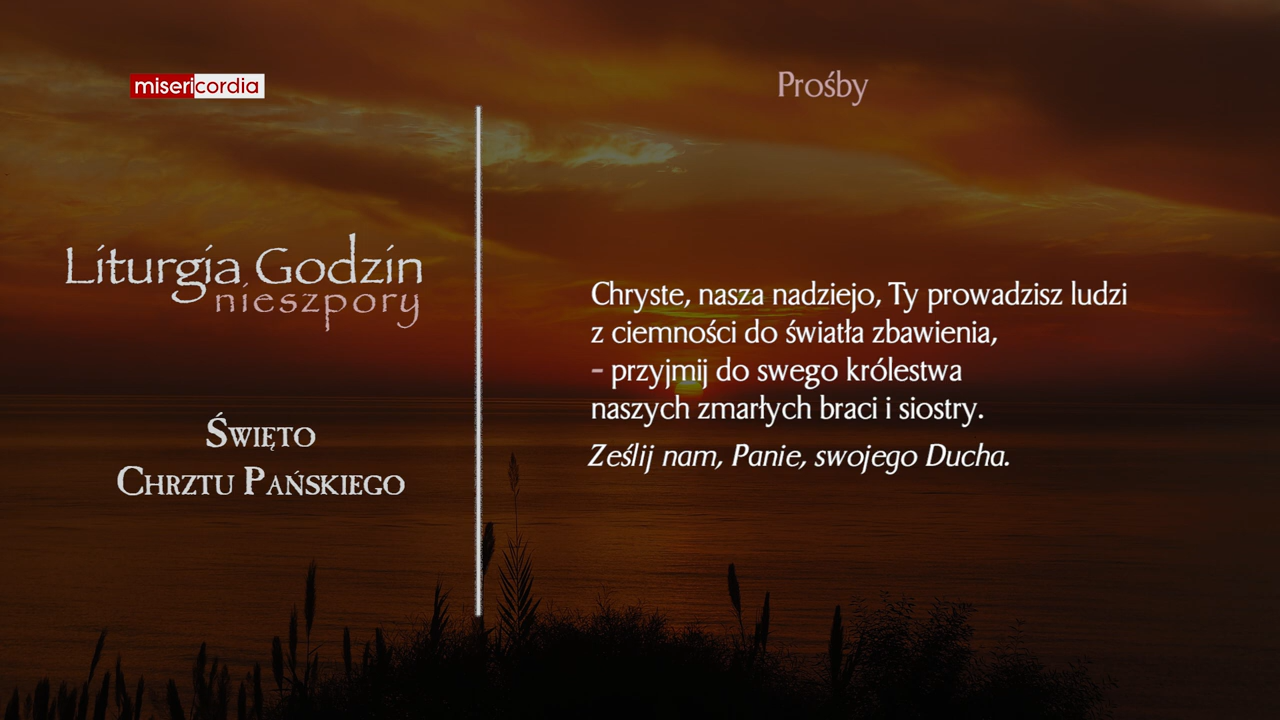 misericordia
Prośby
Liturgia Godzin
nieszpory
Święto
Chrztu Pańskiego
Chryste, nasza nadziejo, Ty prowadzisz ludzi
z ciemności do światła zbawienia,
- przyjmij do swego królestwa
naszych zmarłych braci i siostry.
Ześlij nam, Panie, swojego Ducha.